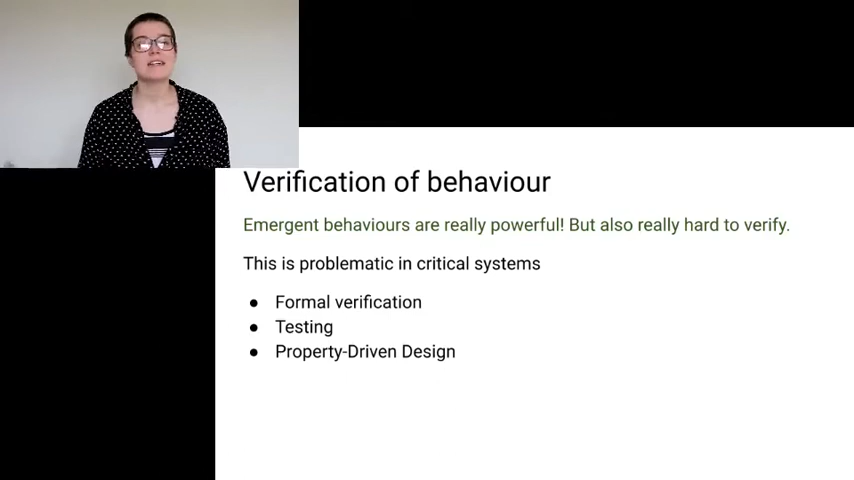 Verification of behaviour
Emergent behaviours are really powerful! But also really hard to verify.
This is problematic in critical systems
● Formal verification
● Testing
● Property-Driven Design